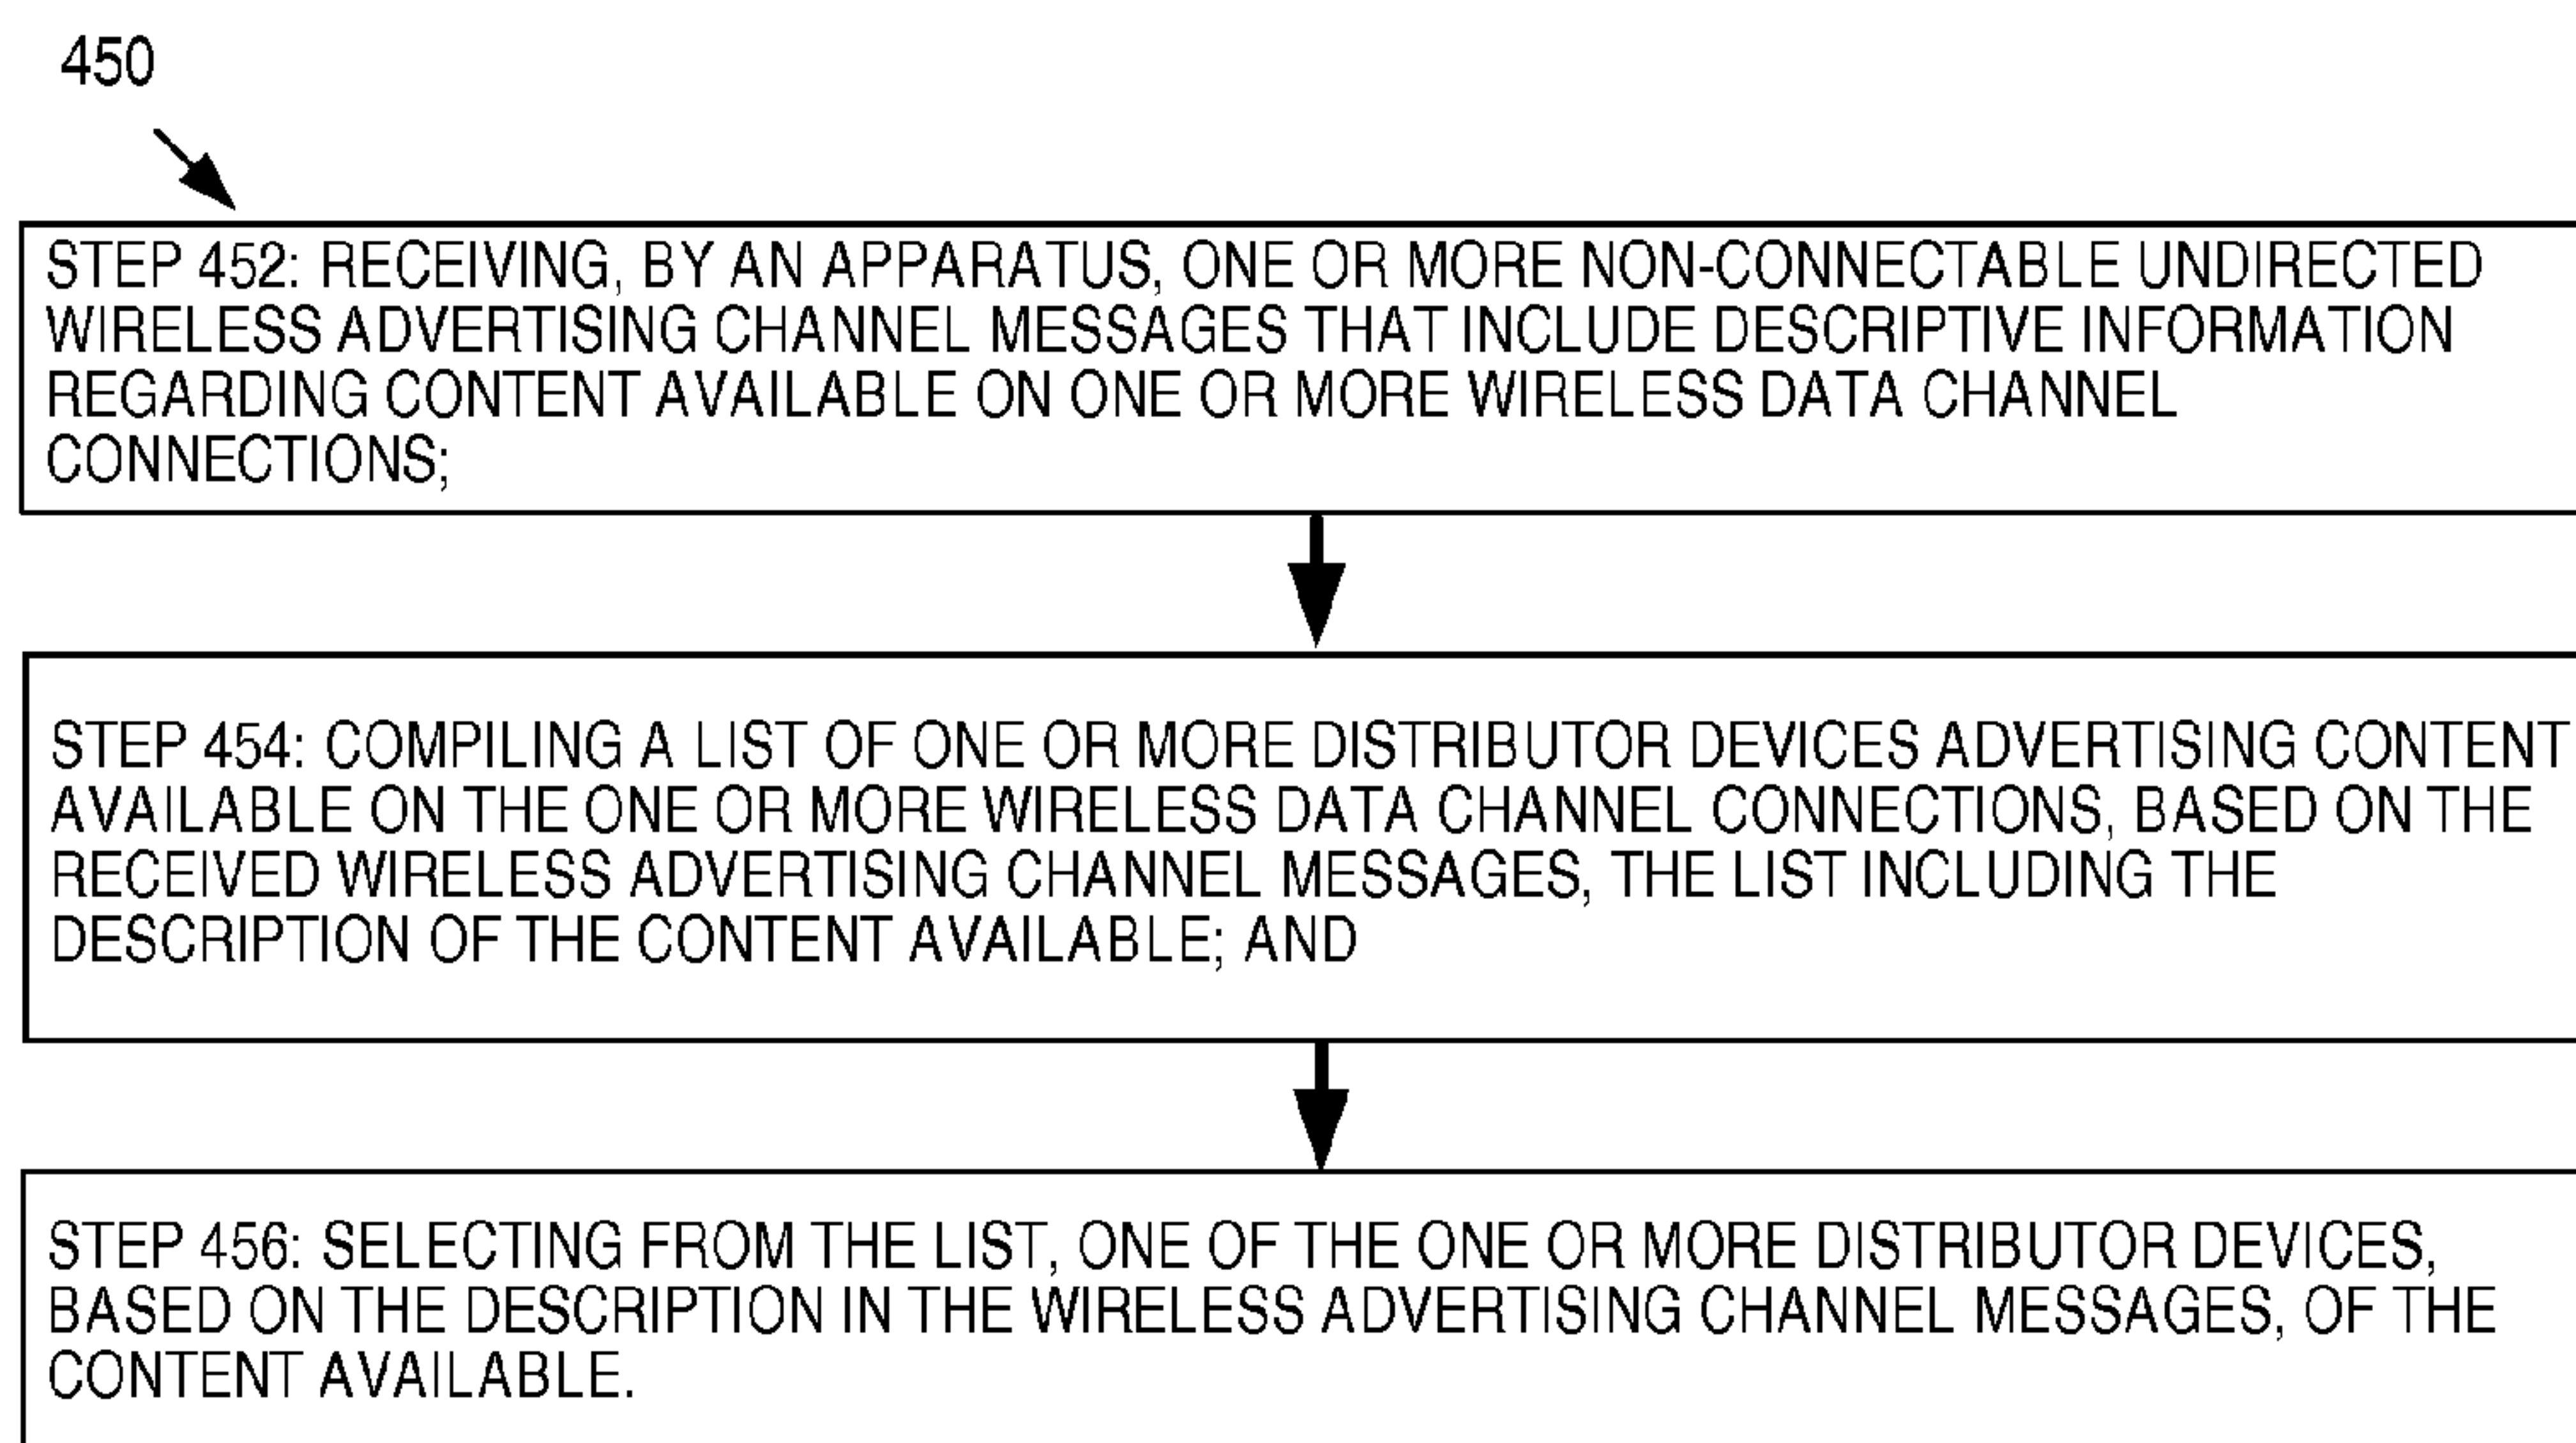 450
STEP 452: RECEIVING, BY AN APPARATUS, ONE OR MORE NON-CONNECTABLE UNDIRECTED
WIRELESS ADVERTISING CHANNEL MESSAGES THAT INCLUDE DESCRIPTIVE INFORMATION
REGARDING CONTENT AVAILABLE ON ONE OR MORE WIRELESS DATA CHANNEL
CONNECTIONS;
STEP 454: COMPILING A LIST OF ONE OR MORE DISTRIBUTOR DEVICES ADVERTISING CONTENT
AVAILABLE ON THE ONE OR MORE WIRELESS DATA CHANNEL CONNECTIONS, BASED ON THE
RECEIVED WIRELESS ADVERTISING CHANNEL MESSAGES, THE LIST INCLUDING THE
DESCRIPTION OF THE CONTENT AVAILABLE; AND
STEP 456: SELECTING FROM THE LIST, ONE OF THE ONE OR MORE DISTRIBUTOR DEVICES,
BASED ON THE DESCRIPTION IN THE WIRELESS ADVERTISING CHANNEL MESSAGES, OF THE
CONTENT AVAILABLE.